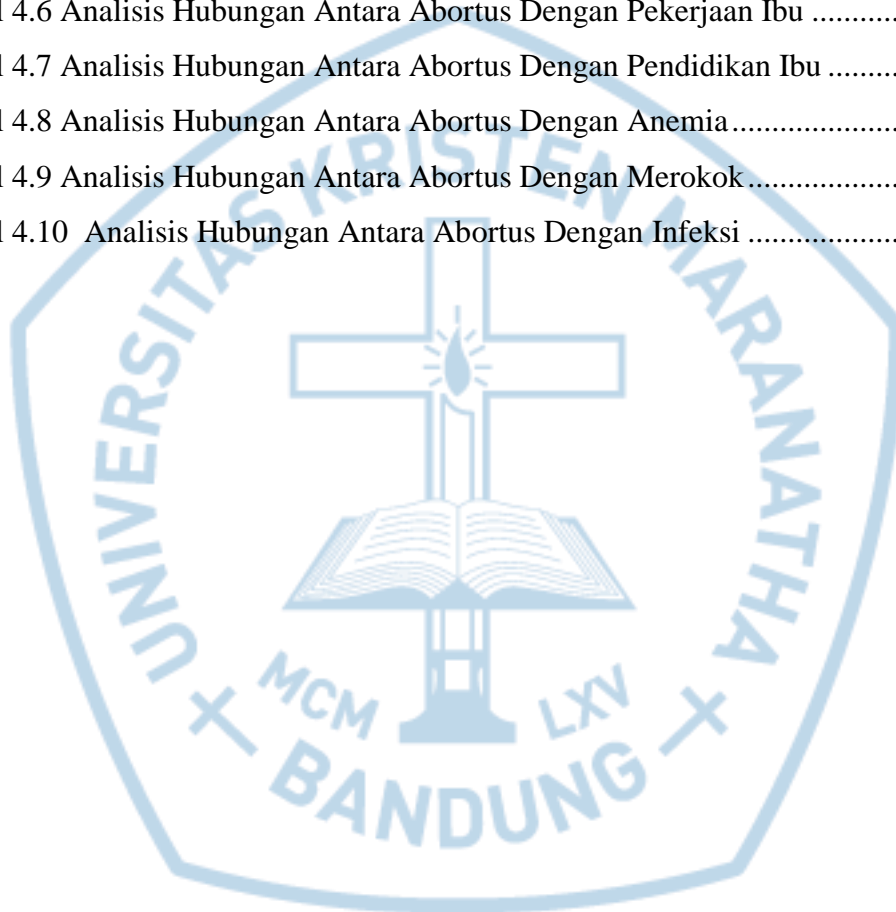 l 4.6 Analisis Hubungan Antara Abortus Dengan Pekerjaan Ibu ...........
l 4.7 Analisis Hubungan Antara Abortus Dengan Pendidikan Ibu .........
l 4.8 Analisis Hubungan Antara Abortus Dengan Anemia.....................
l 4.9 Analisis Hubungan Antara Abortus Dengan Merokok...................
l 4.10 Analisis Hubungan Antara Abortus Dengan Infeksi ...................
UNIVERSITAS KRISTEN MARANATHA
MCM LXV
+ BANDUNG +